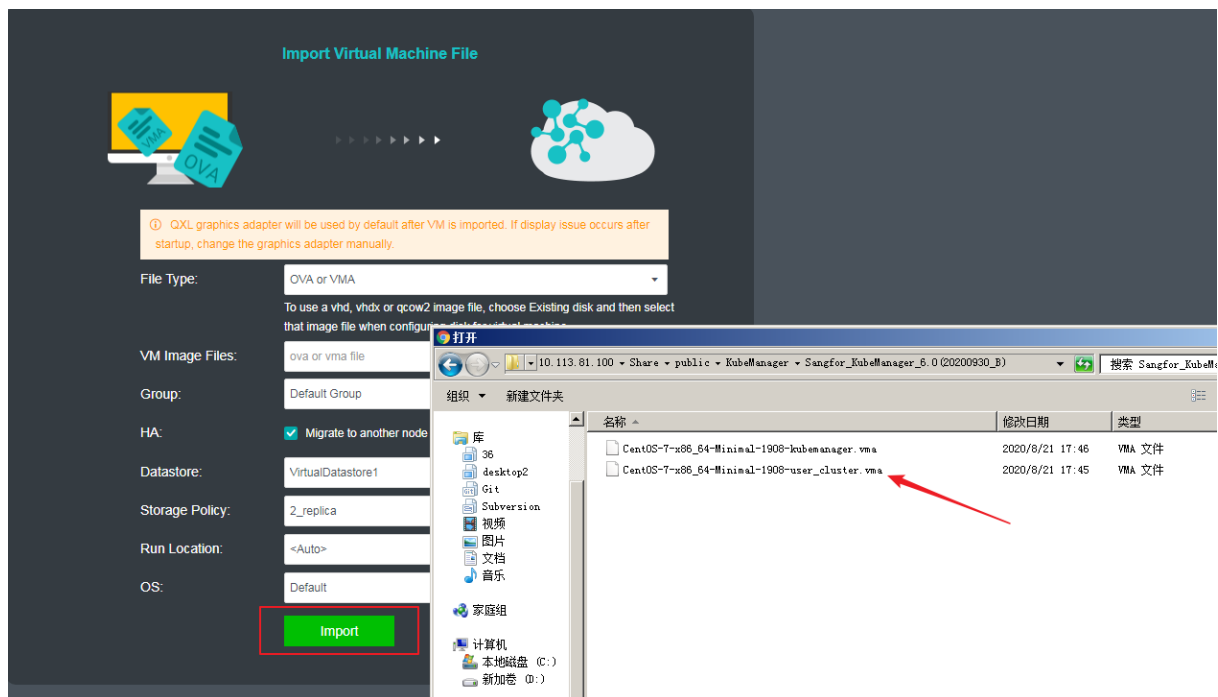 Import Virtual Machine File
VMA
OVA
QXL graphics adapter will be used by default after VM is imported. If display issue occurs after
startup, change the graphics adapter manually.
File Type:
OVA or VMA
To use a vhd, vhdx or qcow2 image file, choose Existing disk and then select
that image file when configuring disk for virtual machine
VM Image Files:
ova or vma file
Group:
Default Group
HA:
Migrate to another node
Datastore:
VirtualDatastore1
Storage Policy:
2_replica
Run Location:
<Auto>
OS:
Default
Import
打开
10.113.81.100 Share public KubeManager Sangfor_KubeManager_6.0(20200930_B)
搜索 Sangfor_KubeMa
组织 新建文件夹
名称 修改日期 类型
CentOS-7-x86_64-Minimal-1908-kubemanager.vma 2020/8/21 17:46 VMA 文件
CentOS-7-x86_64-Minimal-1908-user_cluster.vma 2020/8/21 17:45 VMA 文件
库
36
desktop2
Git
Subversion
视频
图片
文档
音乐
家庭组
计算机
本地磁盘 (C:)
新加卷 (D:)